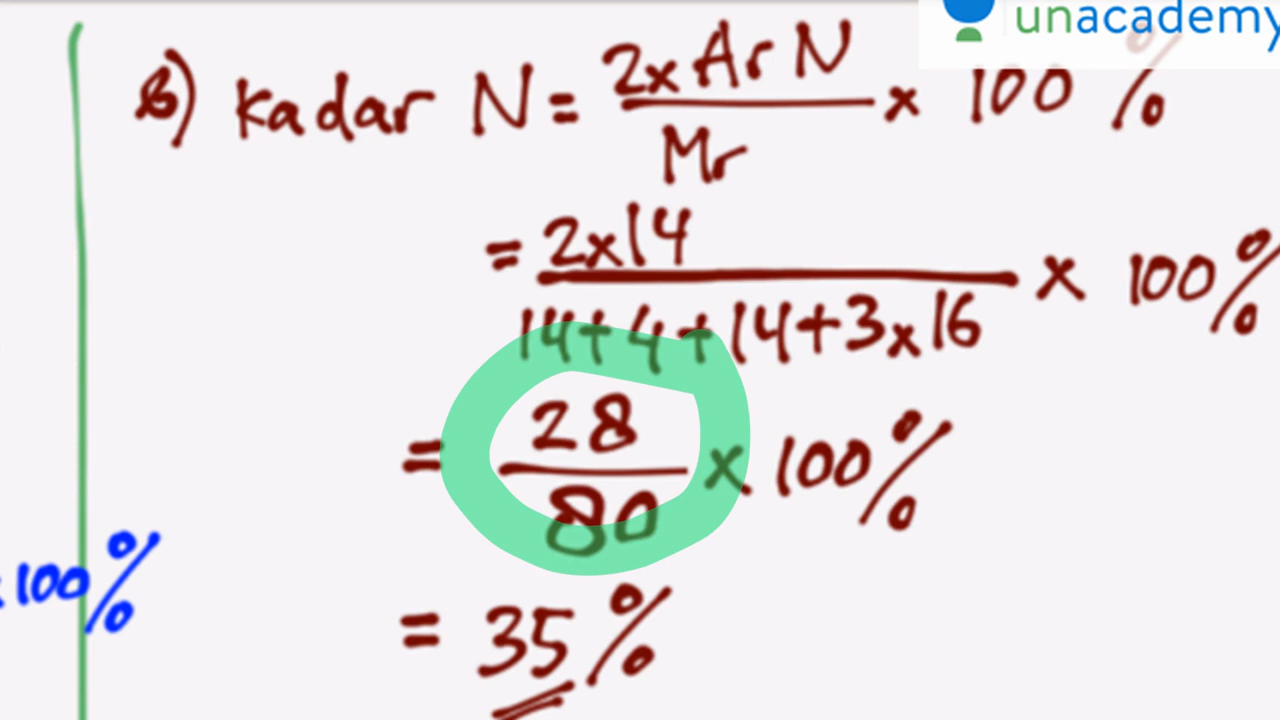 unacademy
B) Kadar N = 2xArN / Mr x 100 %
= 2x14 / 14+4+14+3x16 x 100%
= 28 / 80 x 100%
x 100%
= 35%